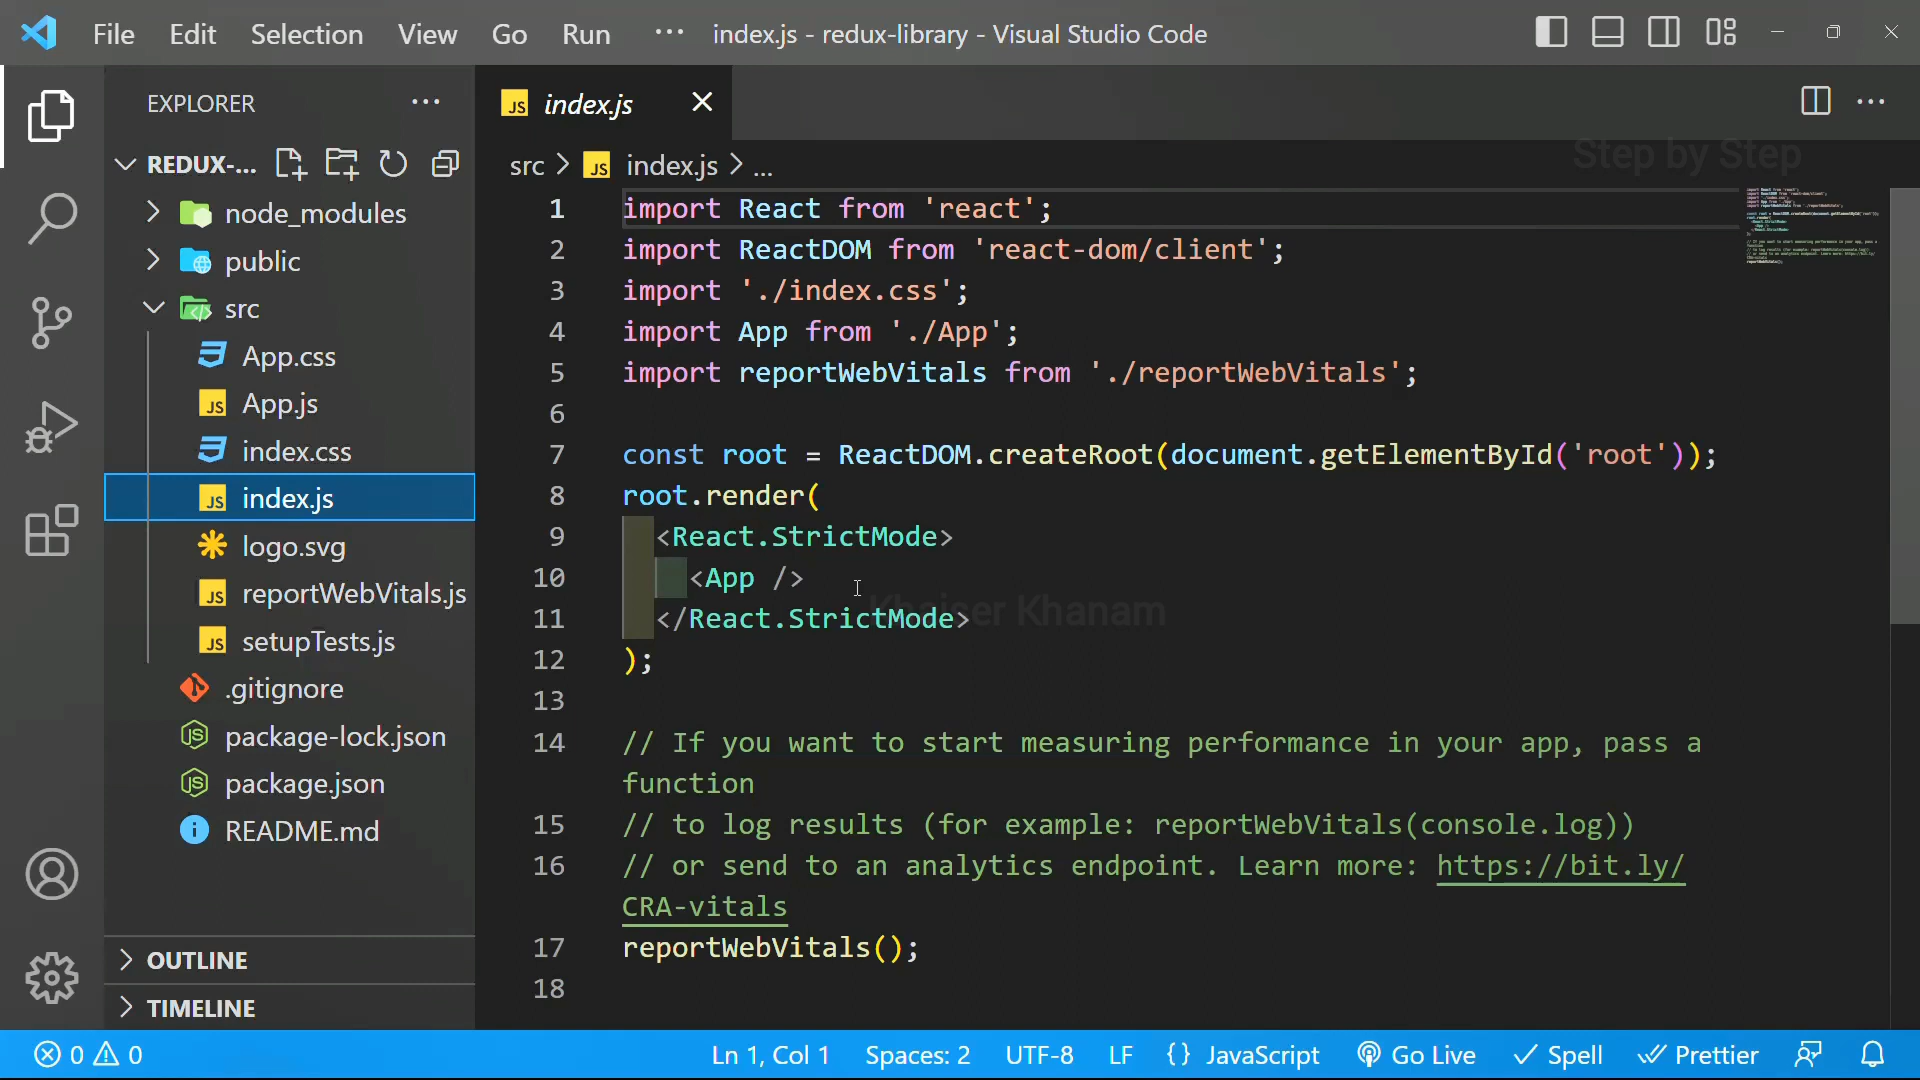 File Edit Selection View Go Run ··· index.js - redux-library - Visual Studio Code
EXPLORER ···
REDUX-...
node_modules
public
src
App.css
App.js
index.css
index.js
logo.svg
reportWebVitals.js
setupTests.js
.gitignore
package-lock.json
package.json
README.md
OUTLINE
TIMELINE
JS index.js
Step by Step
src > JS index.js > ...
1 import React from 'react';
2 import ReactDOM from 'react-dom/client';
3 import './index.css';
4 import App from './App';
5 import reportWebVitals from './reportWebVitals';
6
7 const root = ReactDOM.createRoot(document.getElementById('root'));
8 root.render(
9 <React.StrictMode>
10 <App />
Khaiser Khanam
11 </React.StrictMode>
12 );
13
14 // If you want to start measuring performance in your app, pass a
function
15 // to log results (for example: reportWebVitals(console.log))
16 // or send to an analytics endpoint. Learn more: https://bit.ly/
CRA-vitals
17 reportWebVitals();
18
0 0 Ln 1, Col 1 Spaces: 2 UTF-8 LF {} JavaScript Go Live Spell Prettier